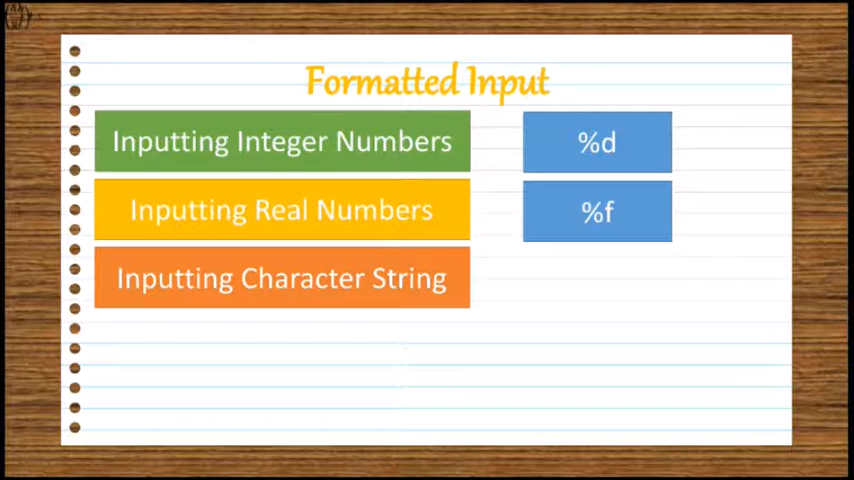 Formatted Input
Inputting Integer Numbers
%d
Inputting Real Numbers
%f
Inputting Character String